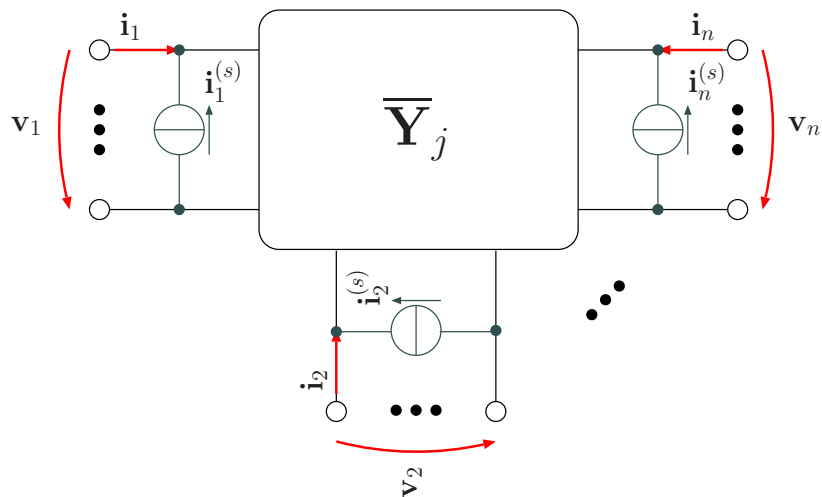 i₁
i₁⁽ˢ⁾
v₁
Y̅ⱼ
iₙ
iₙ⁽ˢ⁾
vₙ
i₂⁽ˢ⁾
i₂
v₂